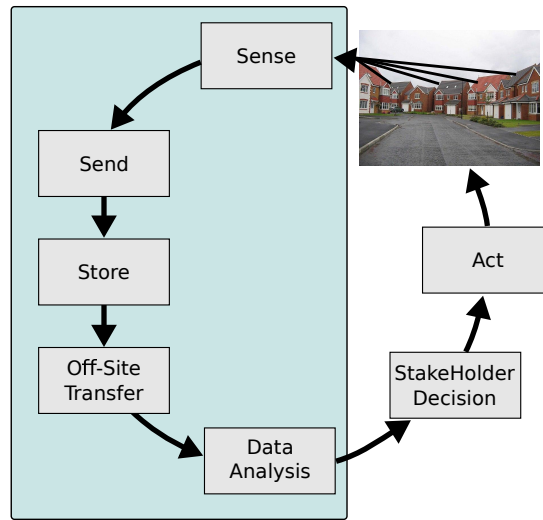 Sense
Send
Store
Off-Site
Transfer
Data
Analysis
StakeHolder
Decision
Act